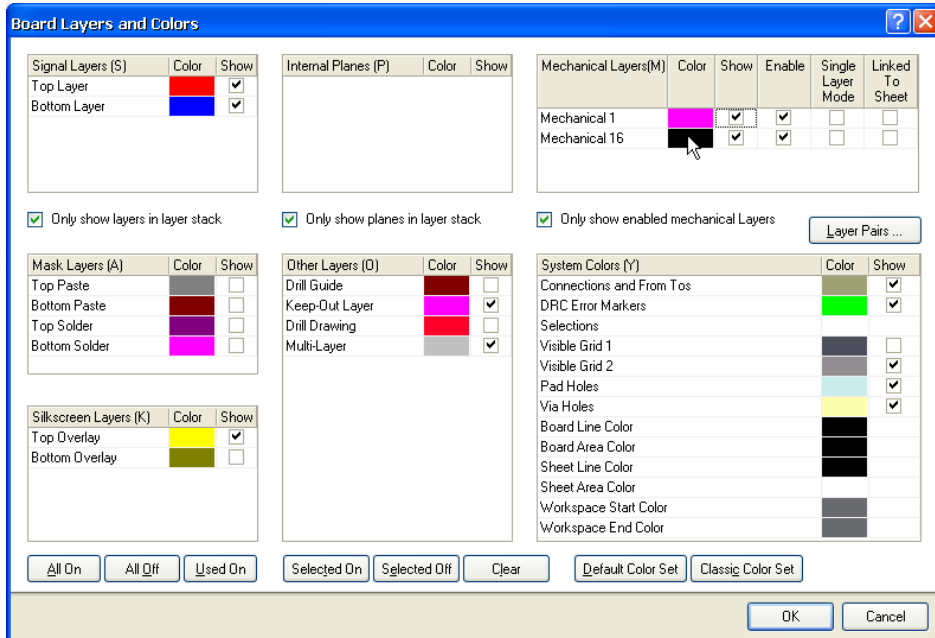 Board Layers and Colors
Signal Layers (S) Color Show
Top Layer
Bottom Layer
Internal Planes (P) Color Show
Mechanical Layers(M) Color Show Enable Single Layer Mode Linked To Sheet
Mechanical 1
Mechanical 16
Only show layers in layer stack
Only show planes in layer stack
Only show enabled mechanical Layers
Layer Pairs ...
Mask Layers (A) Color Show
Top Paste
Bottom Paste
Top Solder
Bottom Solder
Silkscreen Layers (K) Color Show
Top Overlay
Bottom Overlay
Other Layers (O) Color Show
Drill Guide
Keep-Out Layer
Drill Drawing
Multi-Layer
System Colors (Y) Color Show
Connections and From Tos
DRC Error Markers
Selections
Visible Grid 1
Visible Grid 2
Pad Holes
Via Holes
Board Line Color
Board Area Color
Sheet Line Color
Sheet Area Color
Workspace Start Color
Workspace End Color
All On All Off Used On Selected On Selected Off Clear Default Color Set Classic Color Set
OK Cancel